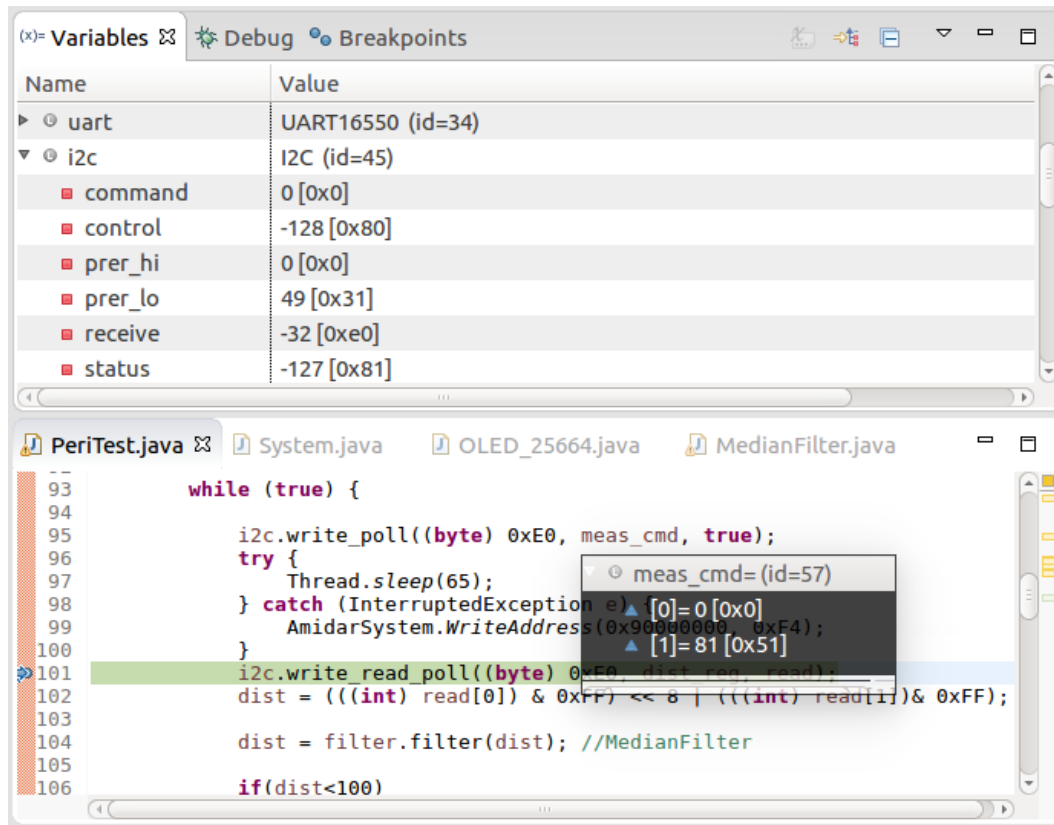 (x)= Variables Debug Breakpoints
Name Value
uart UART16550 (id=34)
i2c I2C (id=45)
command 0 [0x0]
control -128 [0x80]
prer_hi 0 [0x0]
prer_lo 49 [0x31]
receive -32 [0xe0]
status -127 [0x81]
PeriTest.java System.java OLED_25664.java MedianFilter.java
93 while (true) {
94
95 i2c.write_poll((byte) 0xE0, meas_cmd, true);
96 try {
97 Thread.sleep(65);
98 } catch (InterruptedException e) {
99 AmidarSystem.WriteAddress(0x90000000, 0xF4);
100 }
101 i2c.write_read_poll((byte) 0xE0, dist_reg, read);
102 dist = (((int) read[0]) & 0xFF) << 8 | (((int) read[1])& 0xFF);
103
104 dist = filter.filter(dist); //MedianFilter
105
106 if(dist<100)
meas_cmd= (id=57)
[0]= 0 [0x0]
[1]= 81 [0x51]